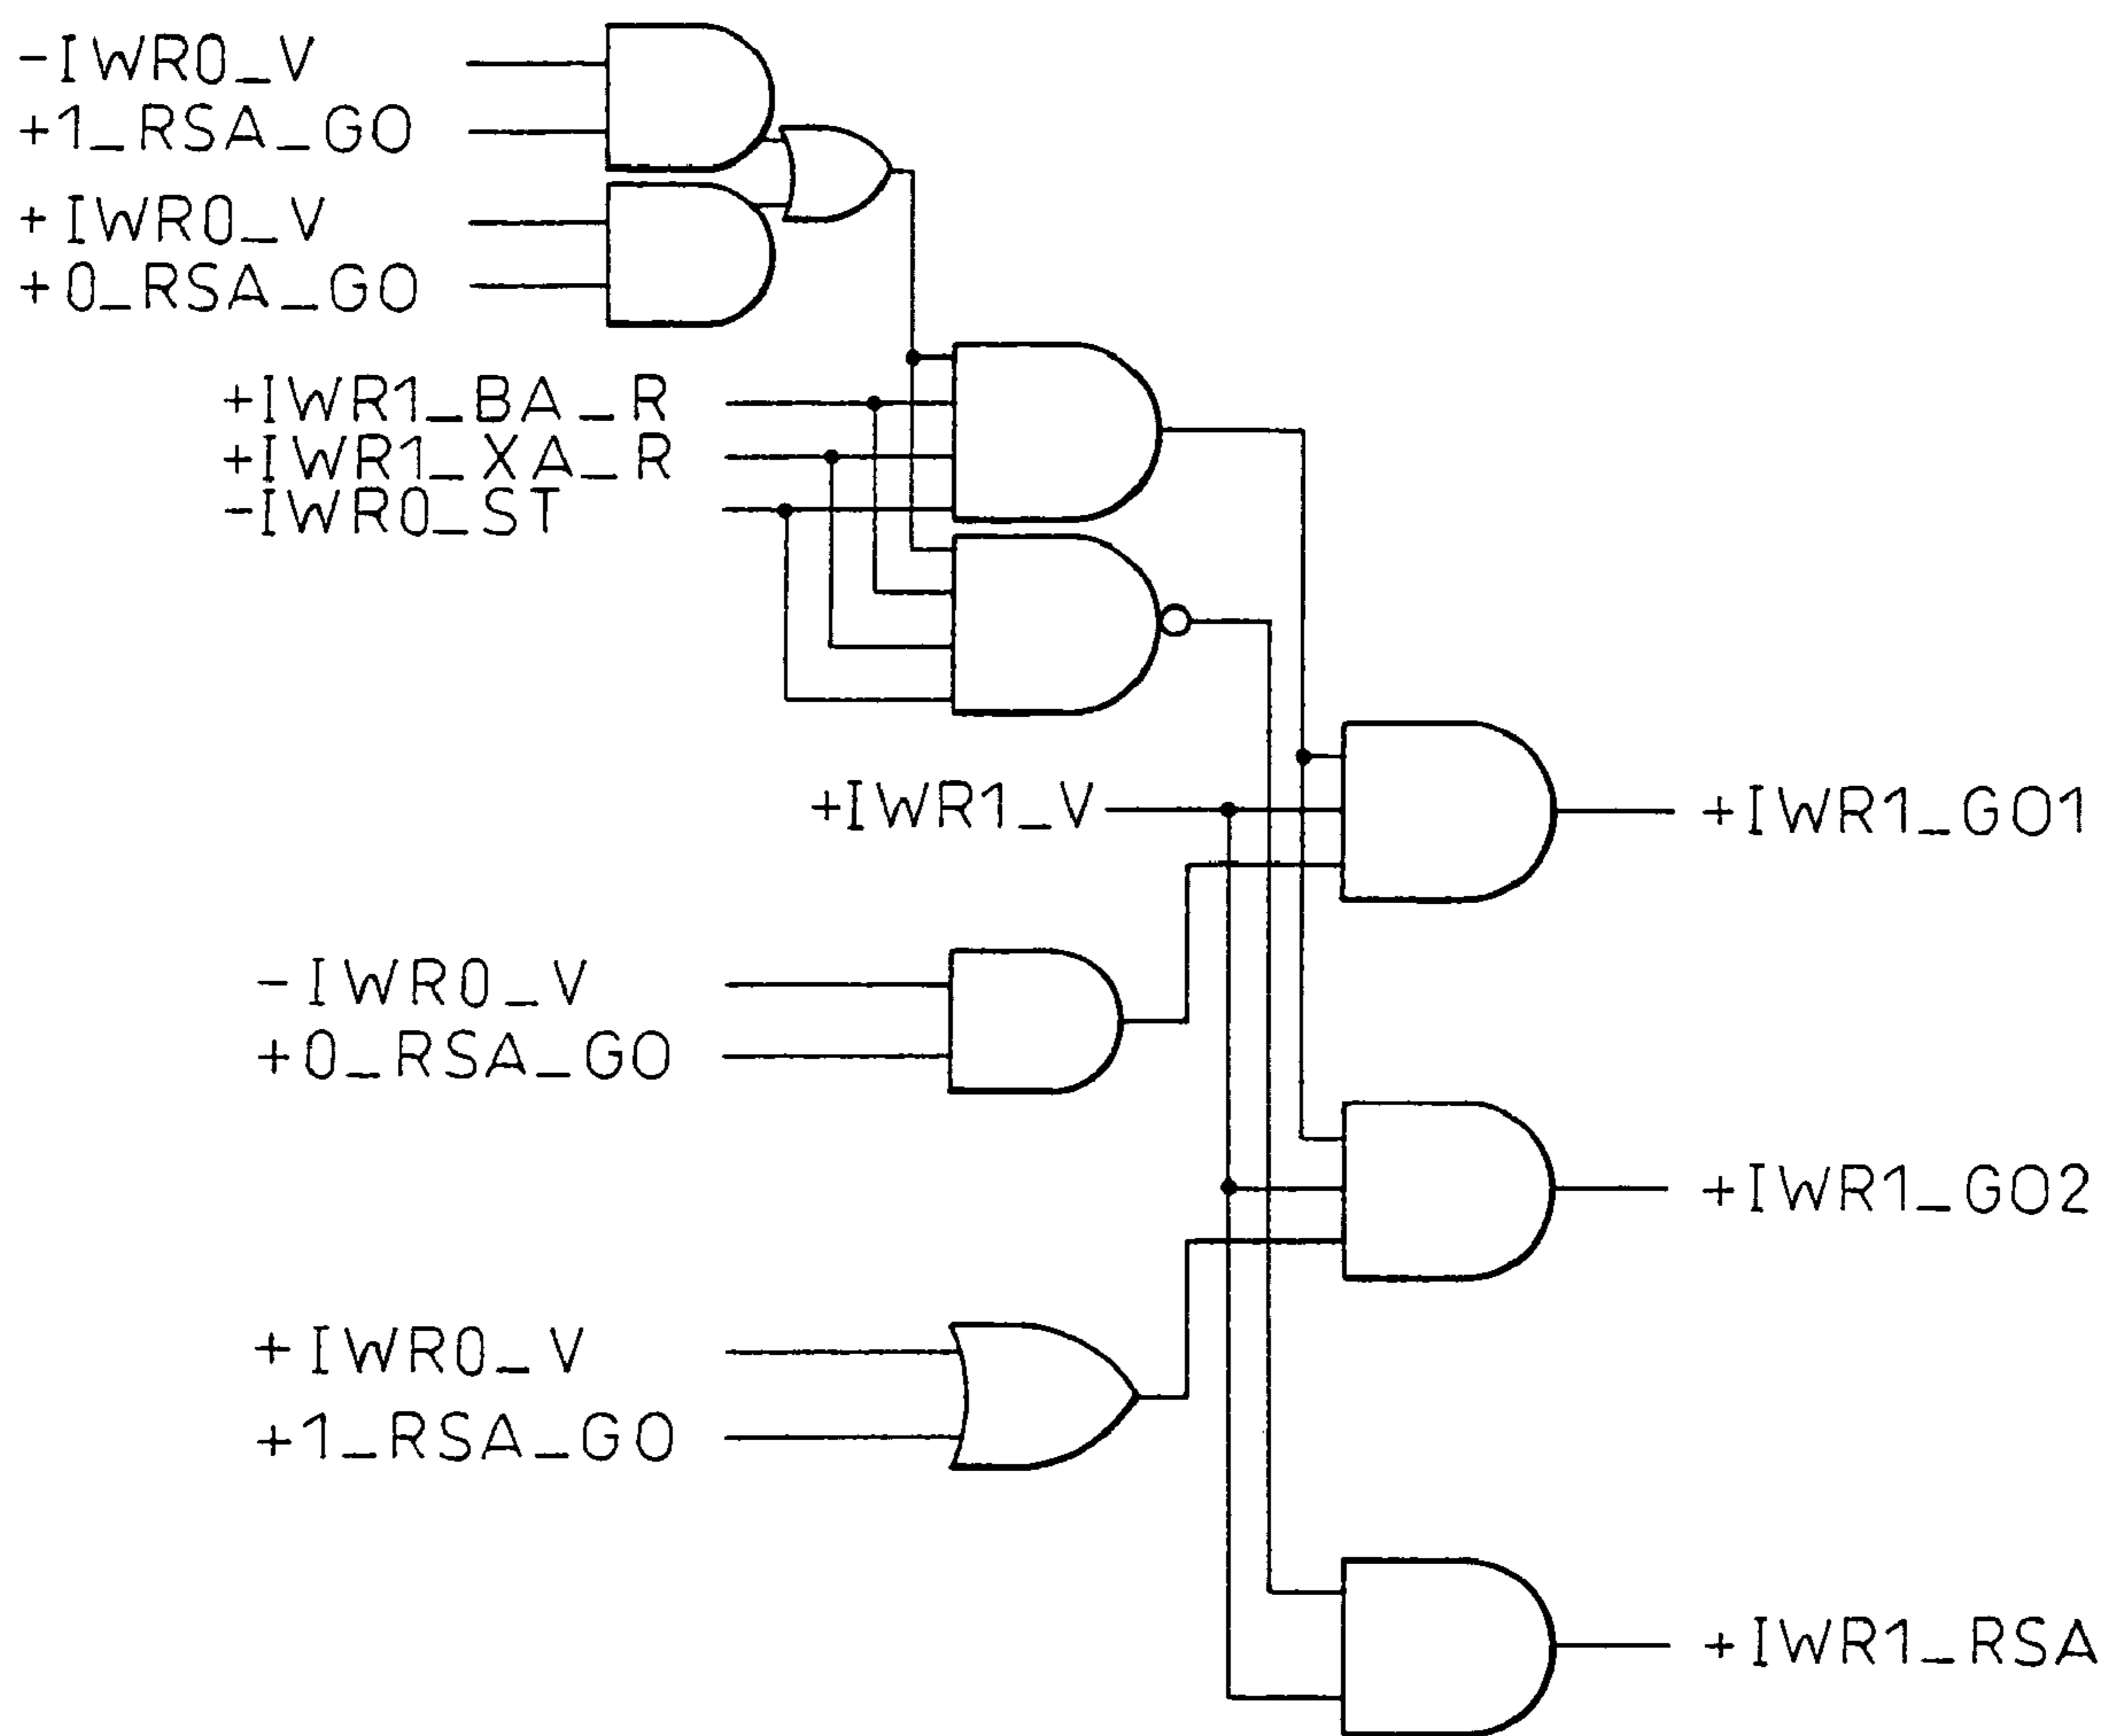 -IWR0_V
+1_RSA_GO
+IWR0_V
+0_RSA_GO
+IWR1_BA_R
+IWR1_XA_R
-IWR0_ST
+IWR1_V
+IWR1_GO1
-IWR0_V
+0_RSA_GO
+IWR1_GO2
+IWR0_V
+1_RSA_GO
+IWR1_RSA